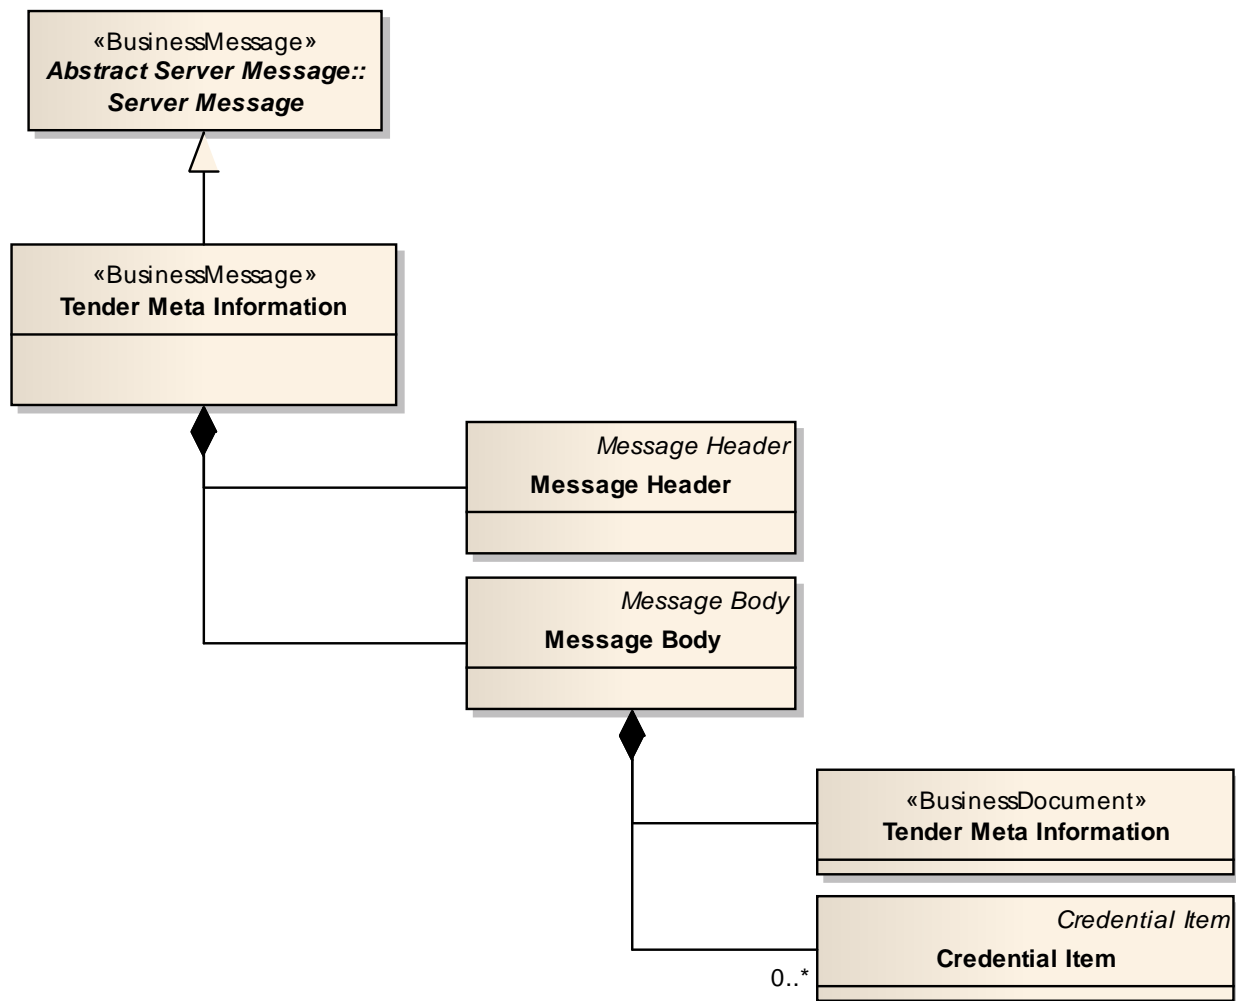 «BusinessMessage»
Abstract Server Message::
Server Message
«BusinessMessage»
Tender Meta Information
Message Header
Message Header
Message Body
Message Body
«BusinessDocument»
Tender Meta Information
Credential Item
Credential Item
0..*